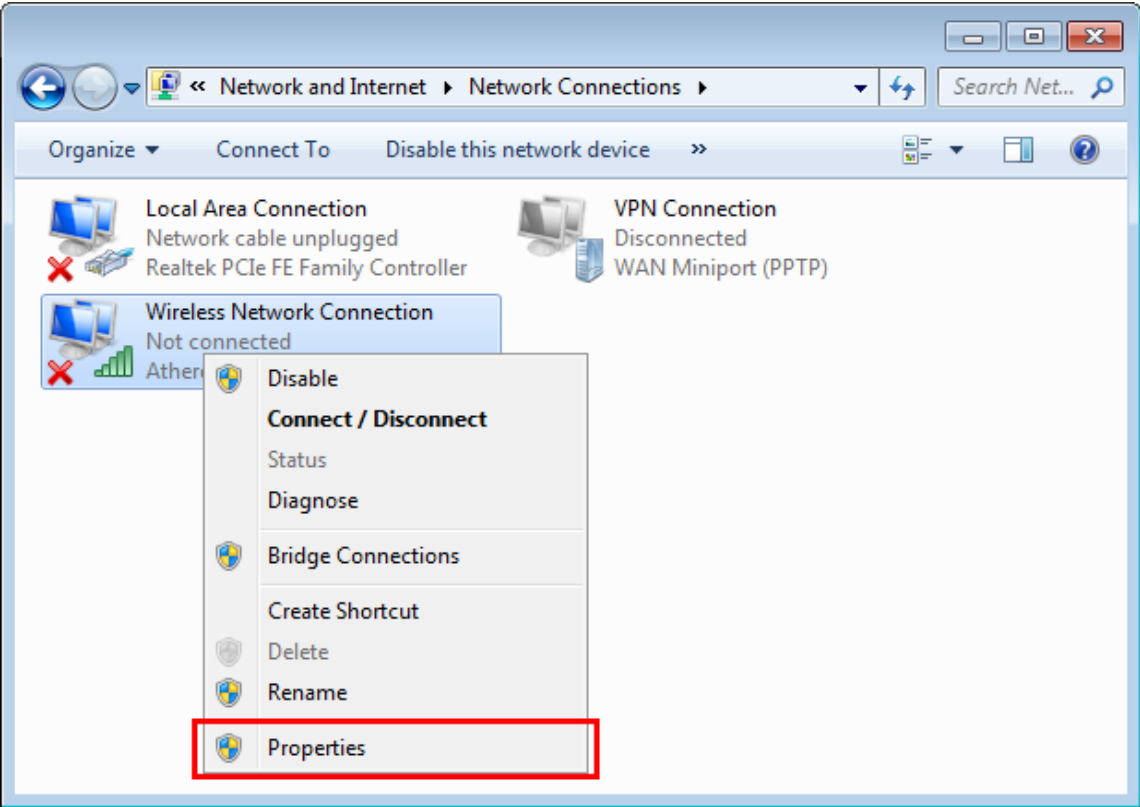 « Network and Internet Network Connections
Search Net...
Organize Connect To Disable this network device »
Local Area Connection
Network cable unplugged
Realtek PCIe FE Family Controller
VPN Connection
Disconnected
WAN Miniport (PPTP)
Wireless Network Connection
Not connected
Disable
Connect / Disconnect
Status
Diagnose
Bridge Connections
Create Shortcut
Delete
Rename
Properties